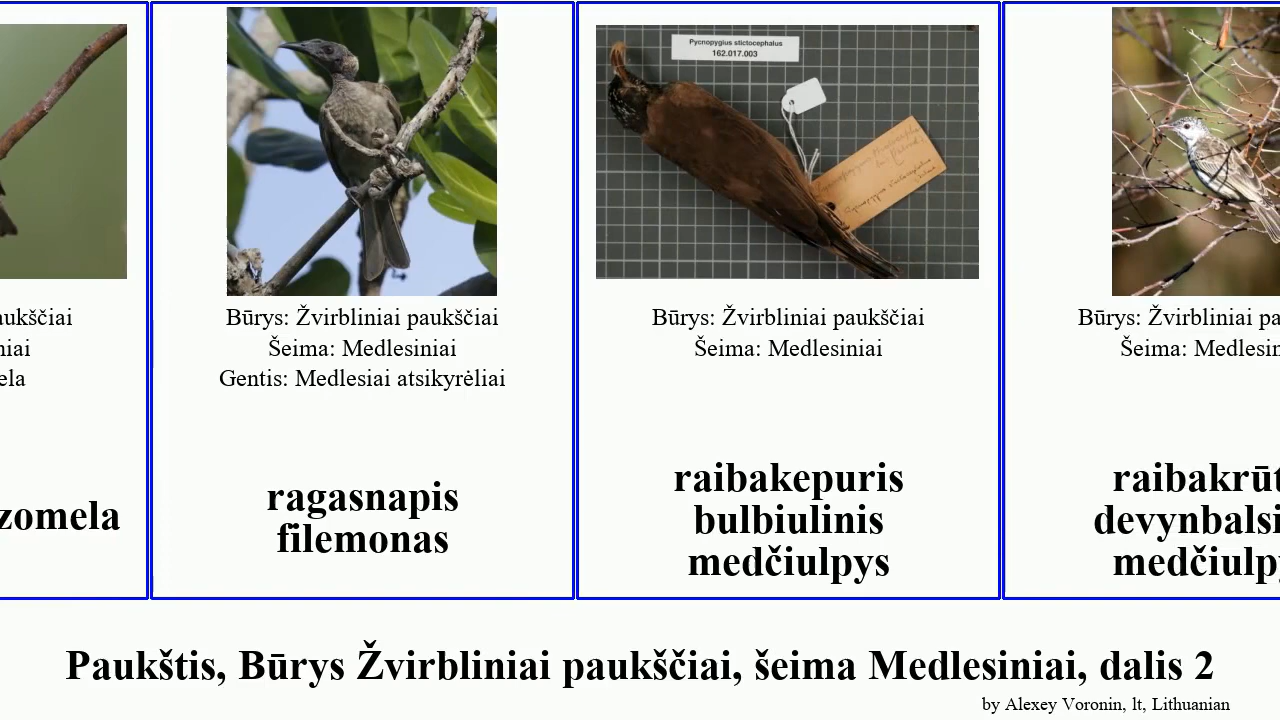 Pycnopygius stictocephalus
162.017.003
aukščiai
niai
ela
zomela
Būrys: Žvirbliniai paukščiai
Šeima: Medlesiniai
Gentis: Medlesiai atsikyrėliai
ragasnapis
filemonas
Būrys: Žvirbliniai paukščiai
Šeima: Medlesiniai
raibakepuris
bulbiulinis
medčiulpys
Būrys: Žvirbliniai pa
Šeima: Medlesin
raibakrūt
devynbalsi
medčiulpy
Paukštis, Būrys Žvirbliniai paukščiai, šeima Medlesiniai, dalis 2
by Alexey Voronin, lt, Lithuanian